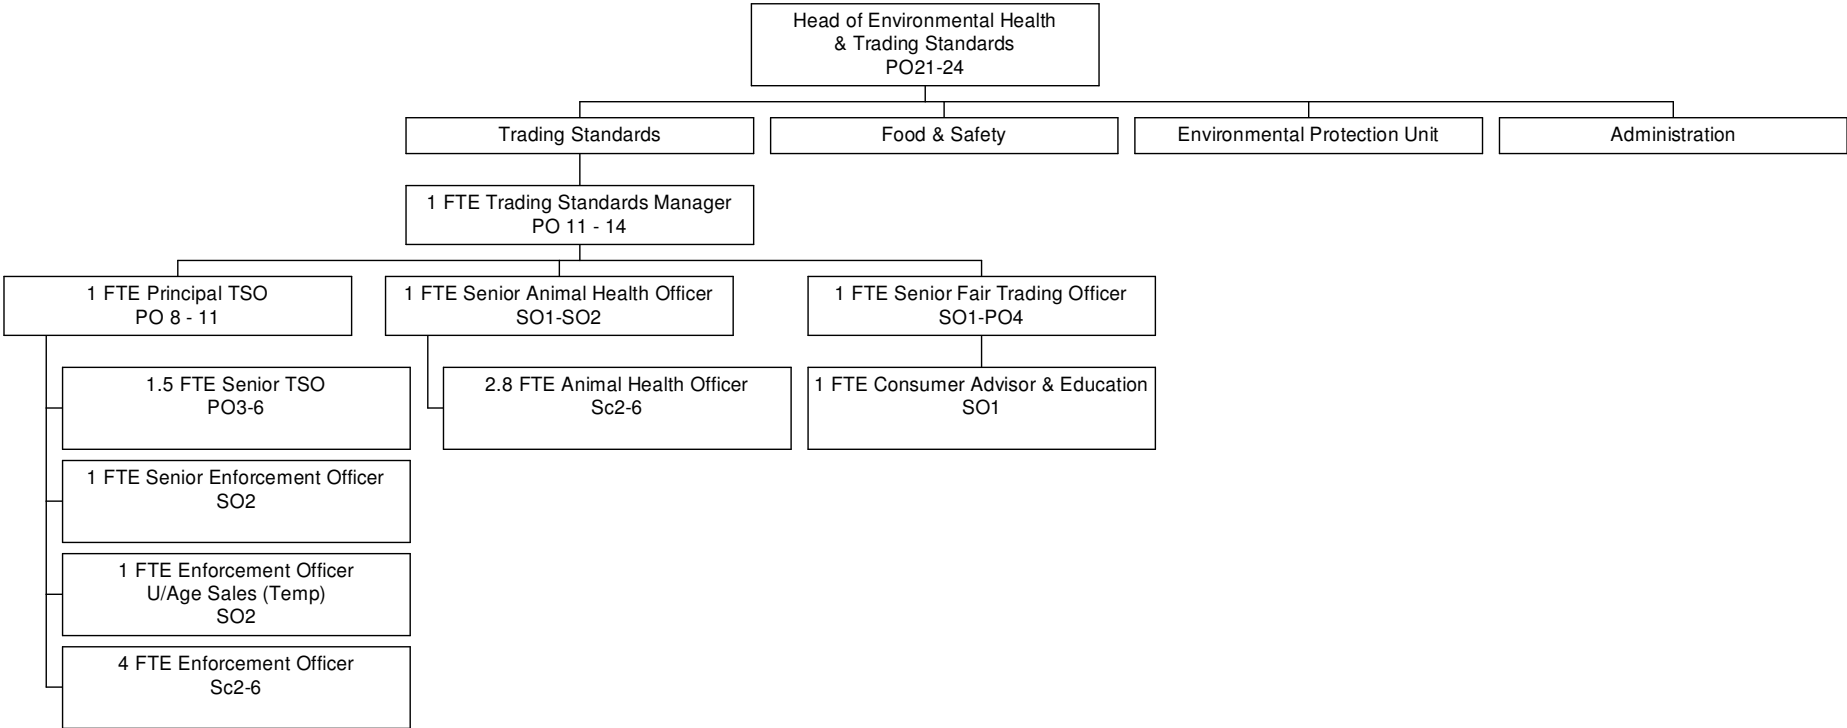 Head of Environmental Health
& Trading Standards
PO21-24
Trading Standards
Food & Safety
Environmental Protection Unit
Administration
1 FTE Trading Standards Manager
PO 11 - 14
1 FTE Principal TSO
PO 8 - 11
1 FTE Senior Animal Health Officer
SO1-SO2
1 FTE Senior Fair Trading Officer
SO1-PO4
1.5 FTE Senior TSO
PO3-6
2.8 FTE Animal Health Officer
Sc2-6
1 FTE Consumer Advisor & Education
SO1
1 FTE Senior Enforcement Officer
SO2
1 FTE Enforcement Officer
U/Age Sales (Temp)
SO2
4 FTE Enforcement Officer
Sc2-6